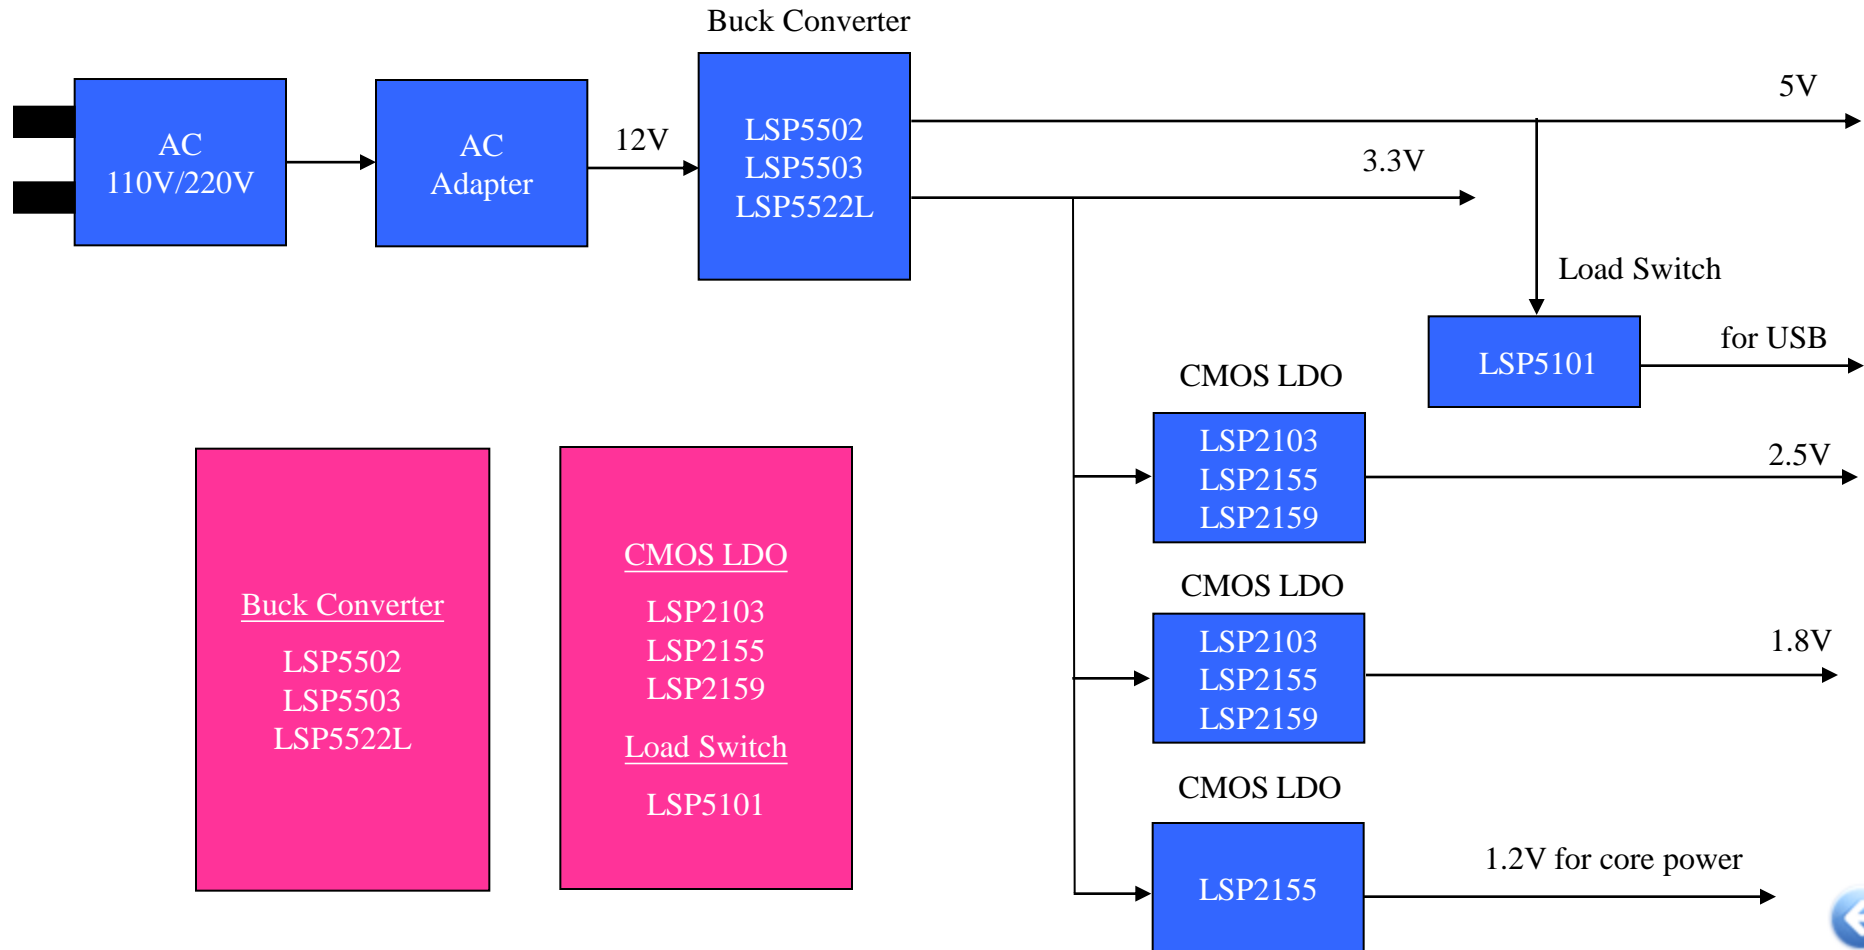 Buck Converter
AC
110V/220V
AC
Adapter
12V
LSP5502
LSP5503
LSP5522L
5V
3.3V
Load Switch
LSP5101
for USB
CMOS LDO
LSP2103
LSP2155
LSP2159
2.5V
CMOS LDO
LSP2103
LSP2155
LSP2159
1.8V
CMOS LDO
LSP2155
1.2V for core power
Buck Converter
LSP5502
LSP5503
LSP5522L
CMOS LDO
LSP2103
LSP2155
LSP2159
Load Switch
LSP5101